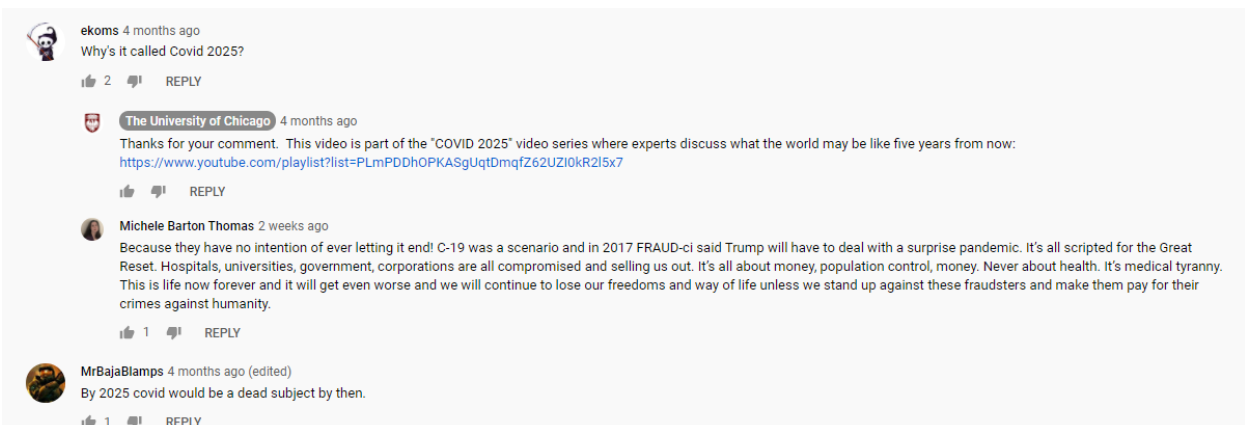 ekoms 4 months ago
Why's it called Covid 2025?
2 REPLY
The University of Chicago 4 months ago
Thanks for your comment. This video is part of the "COVID 2025" video series where experts discuss what the world may be like five years from now:
https://www.youtube.com/playlist?list=PLmPDDhOPKASgUqtDmqfZ62UZI0kR2l5x7
REPLY
Michele Barton Thomas 2 weeks ago
Because they have no intention of ever letting it end! C-19 was a scenario and in 2017 FRAUD-ci said Trump will have to deal with a surprise pandemic. It's all scripted for the Great
Reset. Hospitals, universities, government, corporations are all compromised and selling us out. It's all about money, population control, money. Never about health. It's medical tyranny.
This is life now forever and it will get even worse and we will continue to lose our freedoms and way of life unless we stand up against these fraudsters and make them pay for their
crimes against humanity.
1 REPLY
MrBajaBlamps 4 months ago (edited)
By 2025 covid would be a dead subject by then.
1 REPLY